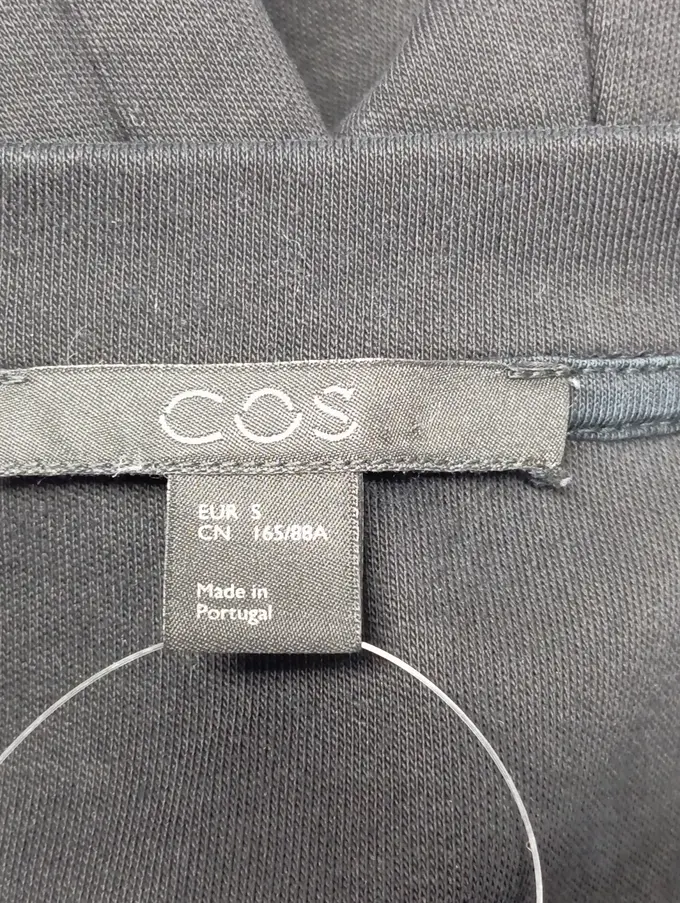 COS
EUR S
CN 165/88A
Made in
Portugal